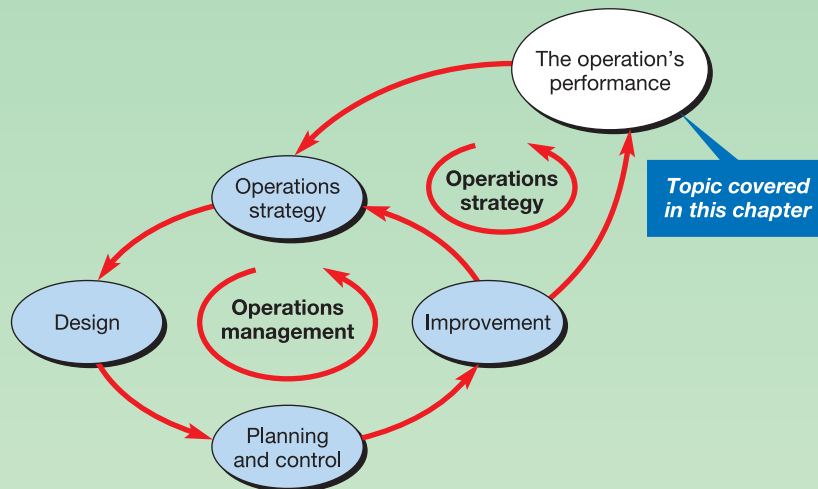 The operation’s
performance
Topic covered
in this chapter
Operations
strategy
Operations
strategy
Design
Operations
management
Improvement
Planning
and control